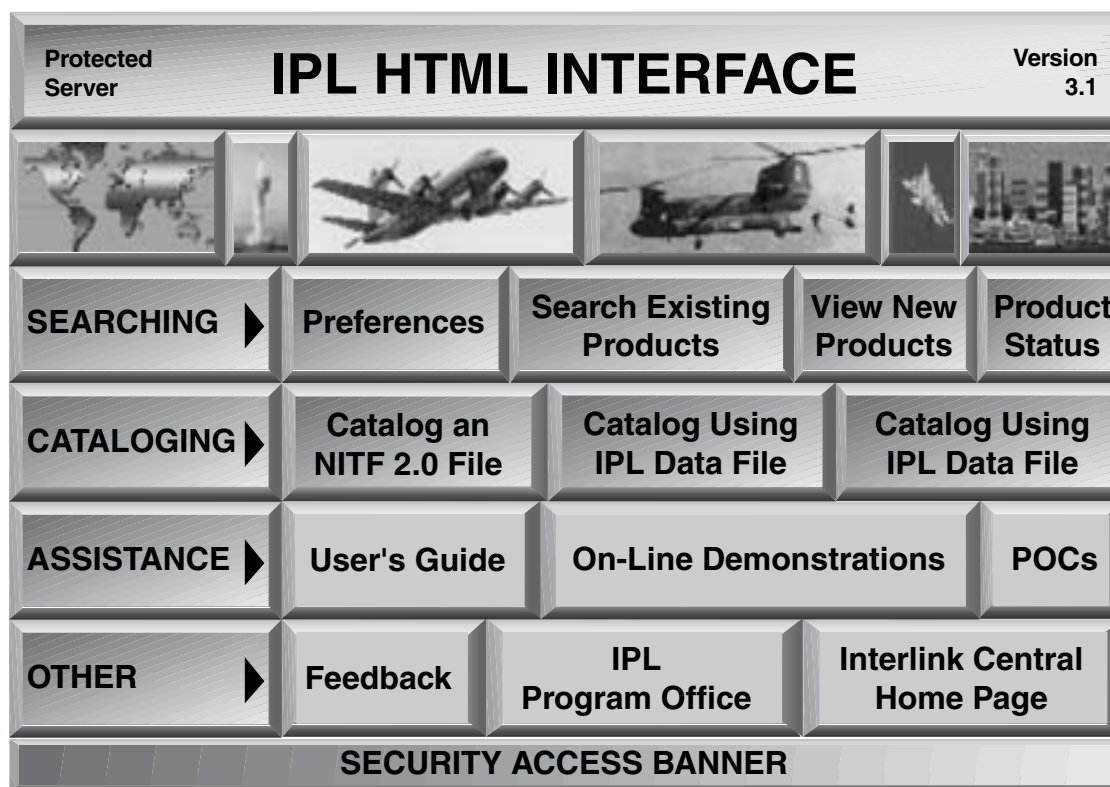 Protected
Server
IPL HTML INTERFACE
Version
3.1
SEARCHING
Preferences
Search Existing
Products
View New
Products
Product
Status
CATALOGING
Catalog an
NITF 2.0 File
Catalog Using
IPL Data File
Catalog Using
IPL Data File
ASSISTANCE
User's Guide
On-Line Demonstrations
POCs
OTHER
Feedback
IPL
Program Office
Interlink Central
Home Page
SECURITY ACCESS BANNER